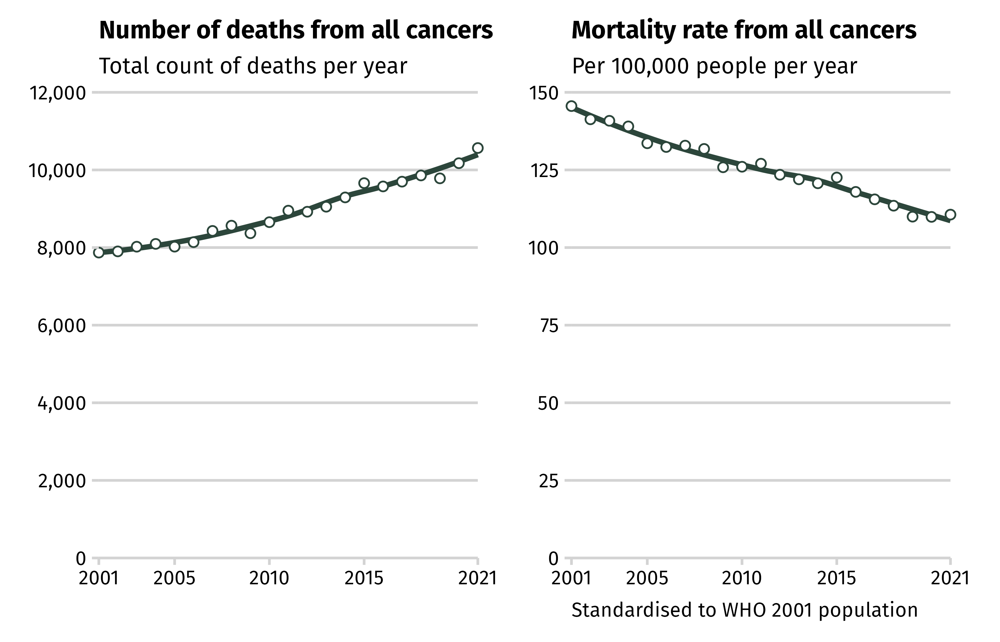 Number of deaths from all cancers
Total count of deaths per year
12,000
10,000
8,000
6,000
4,000
2,000
0
2001 2005 2010 2015 2021
Mortality rate from all cancers
Per 100,000 people per year
150
125
100
75
50
25
0
2001 2005 2010 2015 2021
Standardised to WHO 2001 population